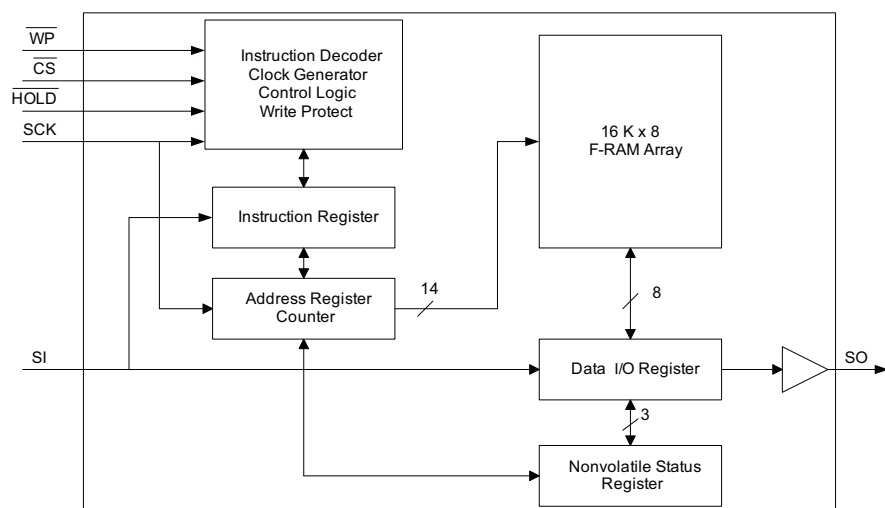 WP
CS
HOLD
SCK
Instruction Decoder
Clock Generator
Control Logic
Write Protect
16 K x 8
F-RAM Array
Instruction Register
Address Register
Counter
14
8
SI
Data I/O Register
SO
3
Nonvolatile Status
Register